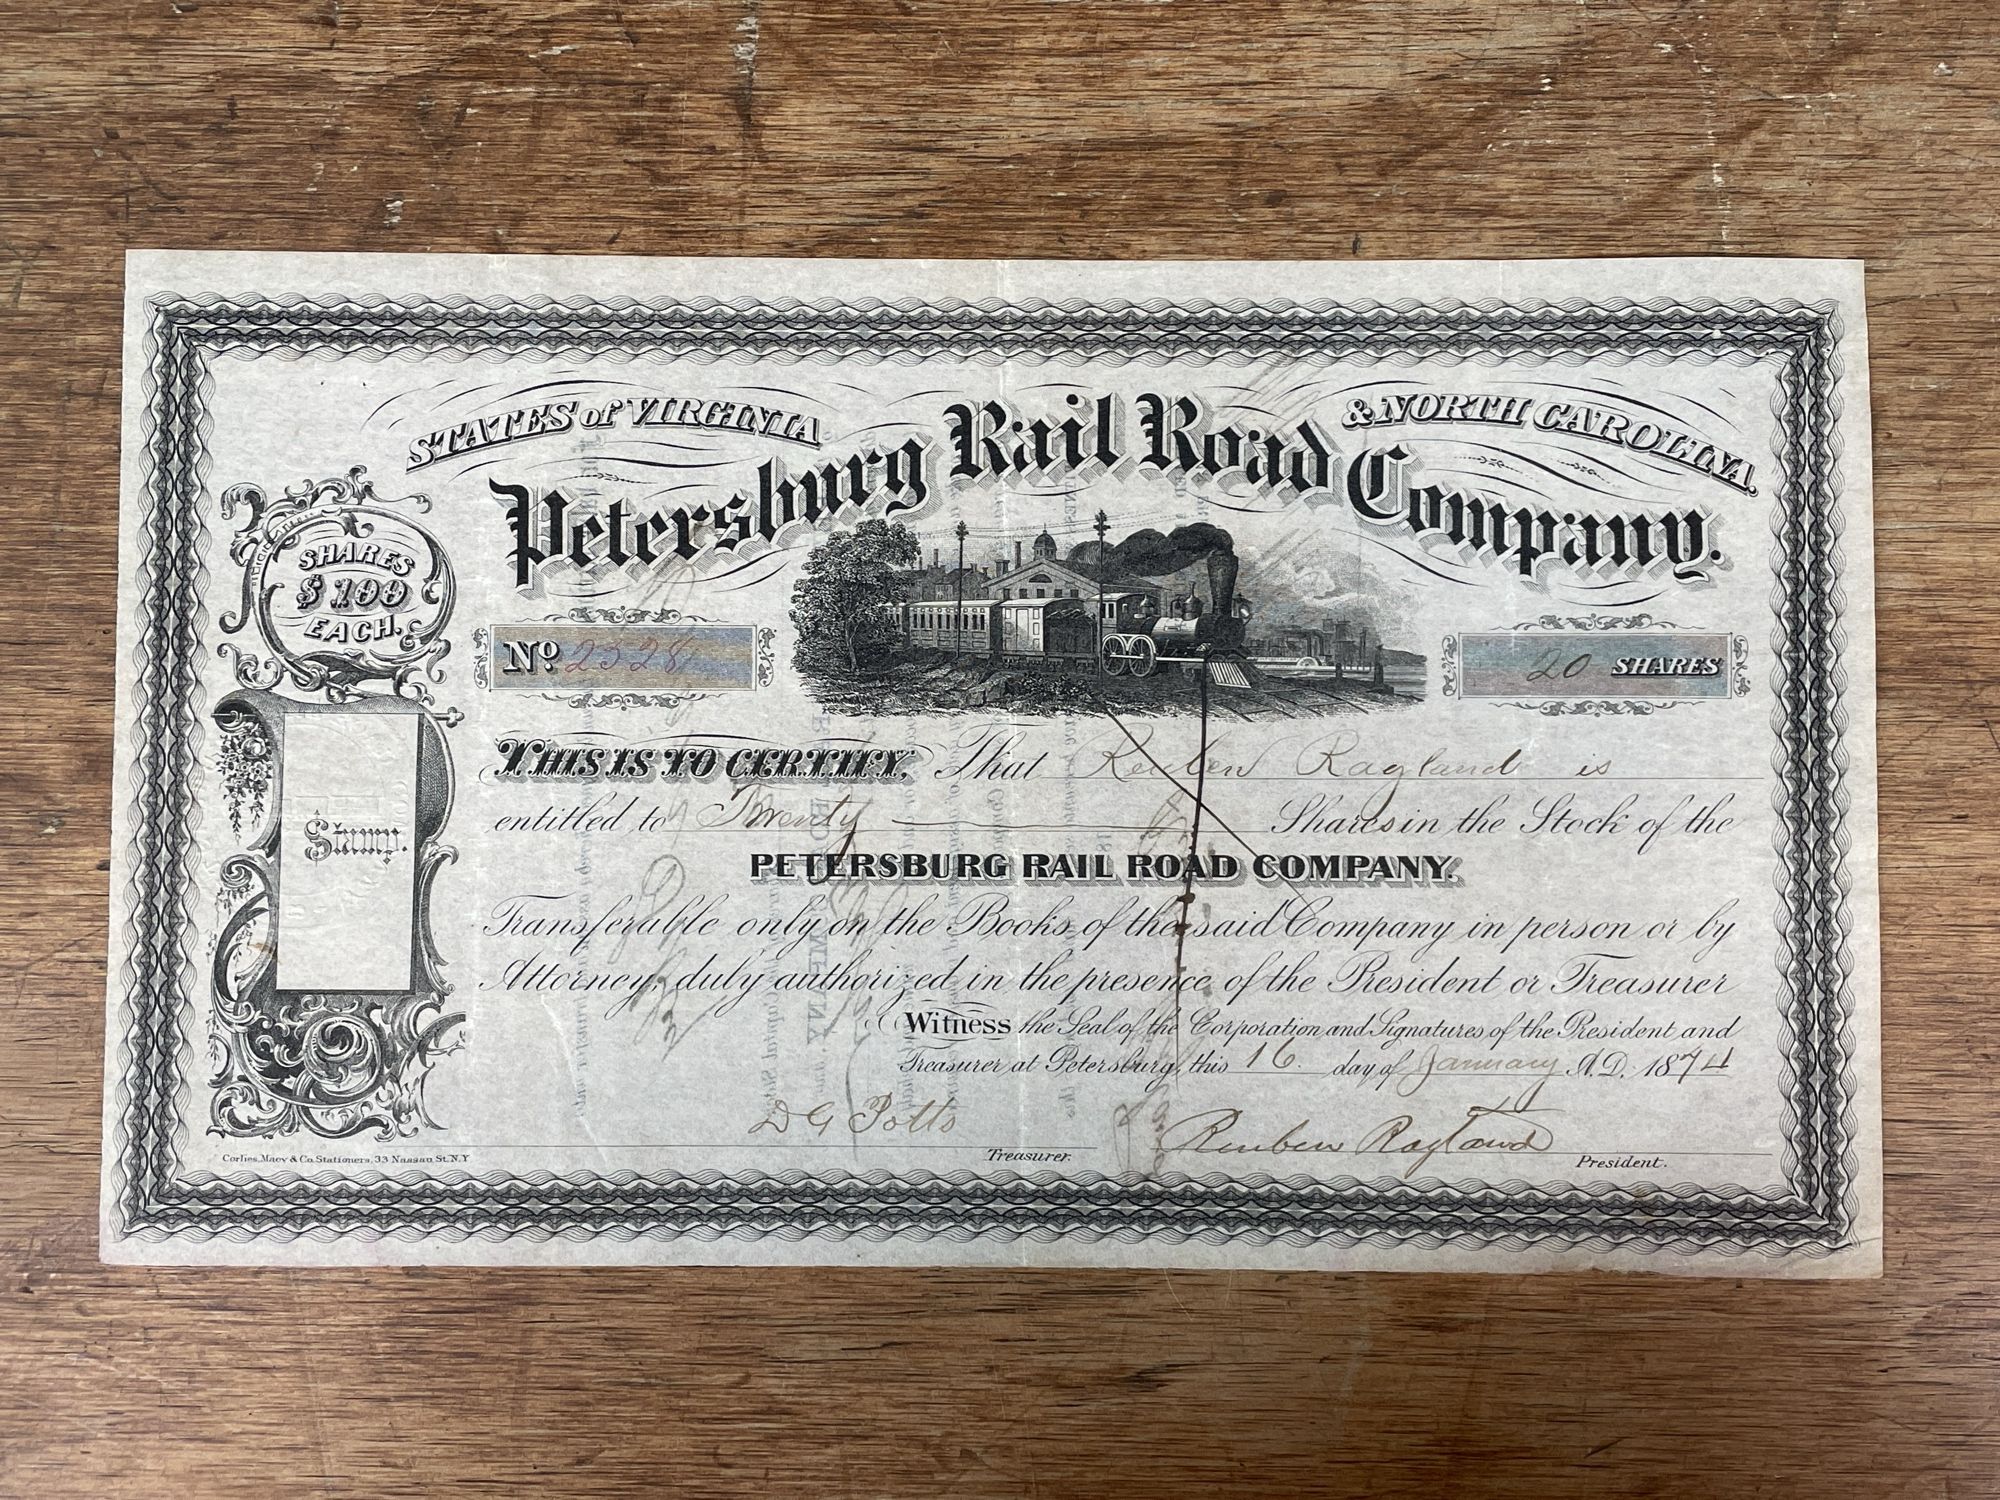 STATES of VIRGINIA & NORTH CAROLINA.
Petersburg Rail Road Company.
SHARES
$100
EACH.
No 2328
20 SHARES
THIS IS TO CERTIFY, That Reuben Ragland is
entitled to Twenty Shares in the Stock of the
PETERSBURG RAIL ROAD COMPANY.
Transferable only on the Books of the said Company in person or by
Attorney, duly authorized in the presence of the President or Treasurer
Stamp.
Witness the Seal of the Corporation and Signatures of the President and
Treasurer at Petersburg, this 16 day of January A.D. 1874
D G Potts Treasurer.
Reuben Ragland President.
Corlies, Macy & Co. Stationers, 33 Nassau St. N.Y.